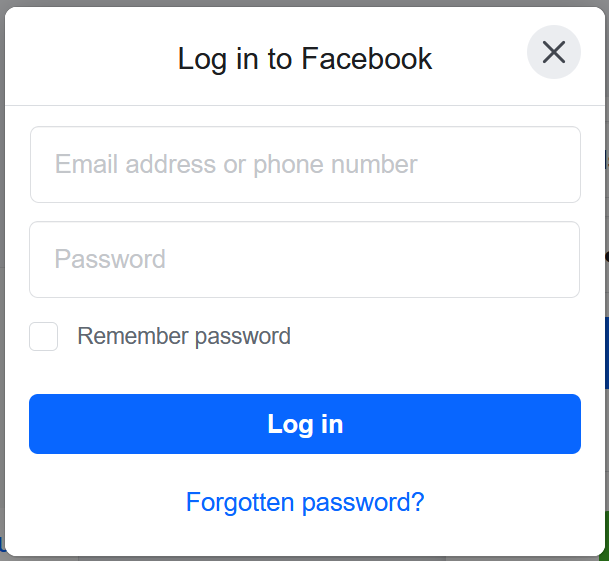 Log in to Facebook
Email address or phone number
Password
Remember password
Log in
Forgotten password?